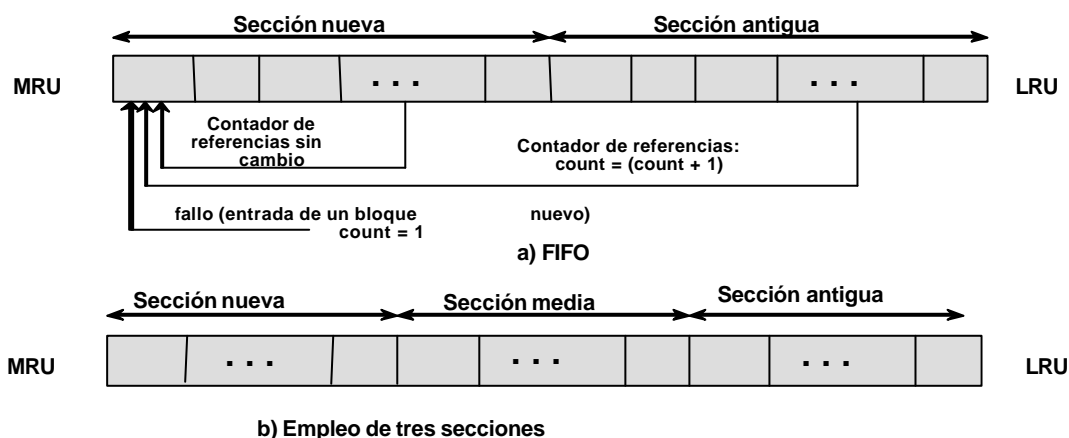 Sección nueva Sección antigua
MRU . . . . . . LRU
Contador de
referencias sin
cambio
Contador de referencias:
count = (count + 1)
fallo (entrada de un bloque nuevo)
count = 1
a) FIFO
Sección nueva Sección media Sección antigua
MRU . . . . . . . . . LRU
b) Empleo de tres secciones